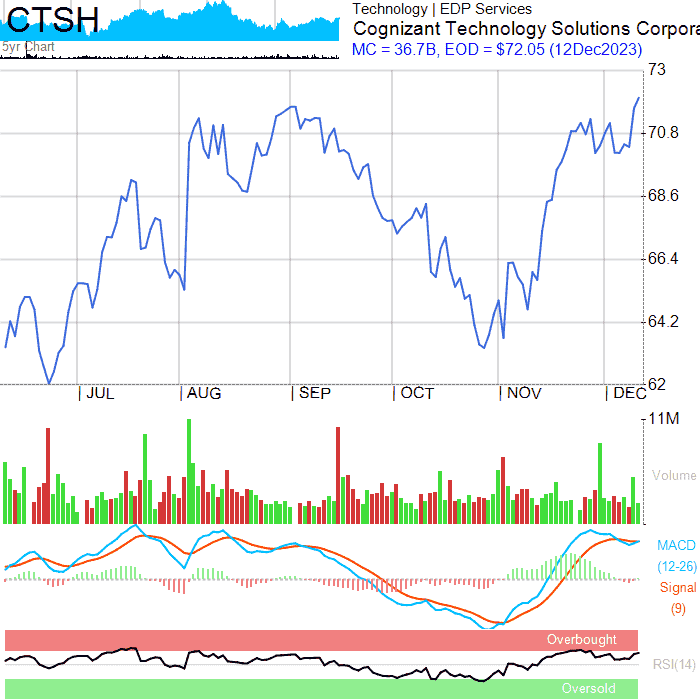 CTSH
5yr Chart
Technology | EDP Services
Cognizant Technology Solutions Corpora
MC = 36.7B, EOD = $72.05 (12Dec2023)
73
70.8
68.6
66.4
64.2
62
| JUL | AUG | SEP | OCT | NOV | DEC
11M
Volume
MACD
(12-26)
Signal
(9)
Overbought
RSI(14)
Oversold